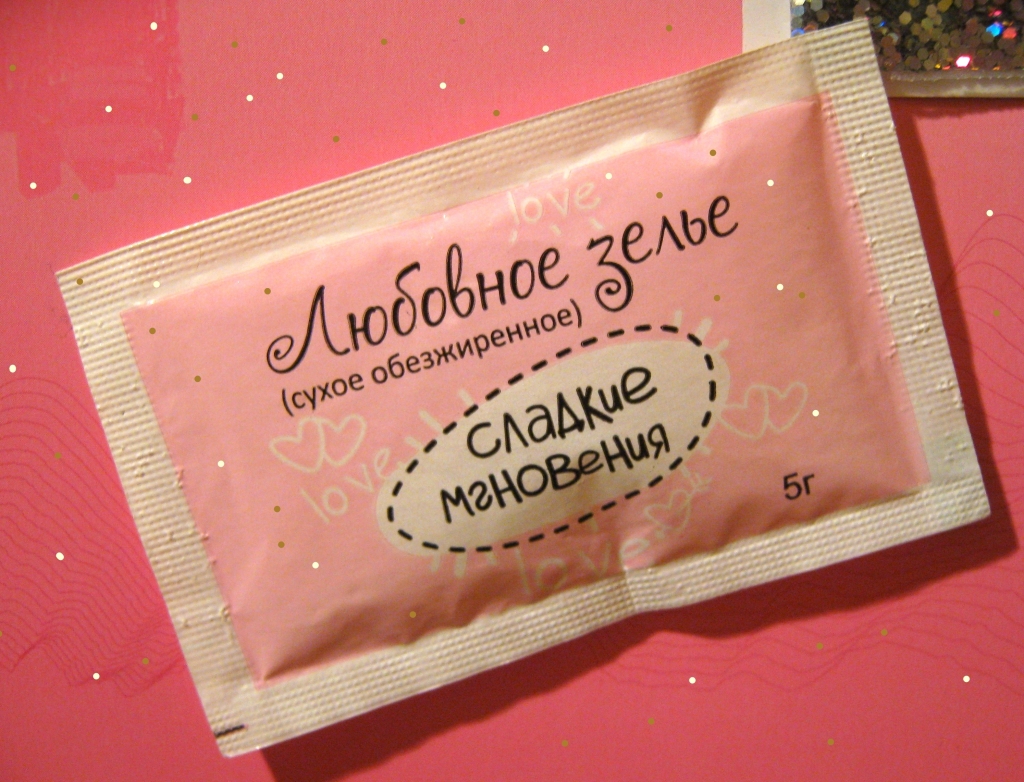 love
Любовное зелье
(сухое обезжиренное)
сладкие
мгновения
love
5г
love